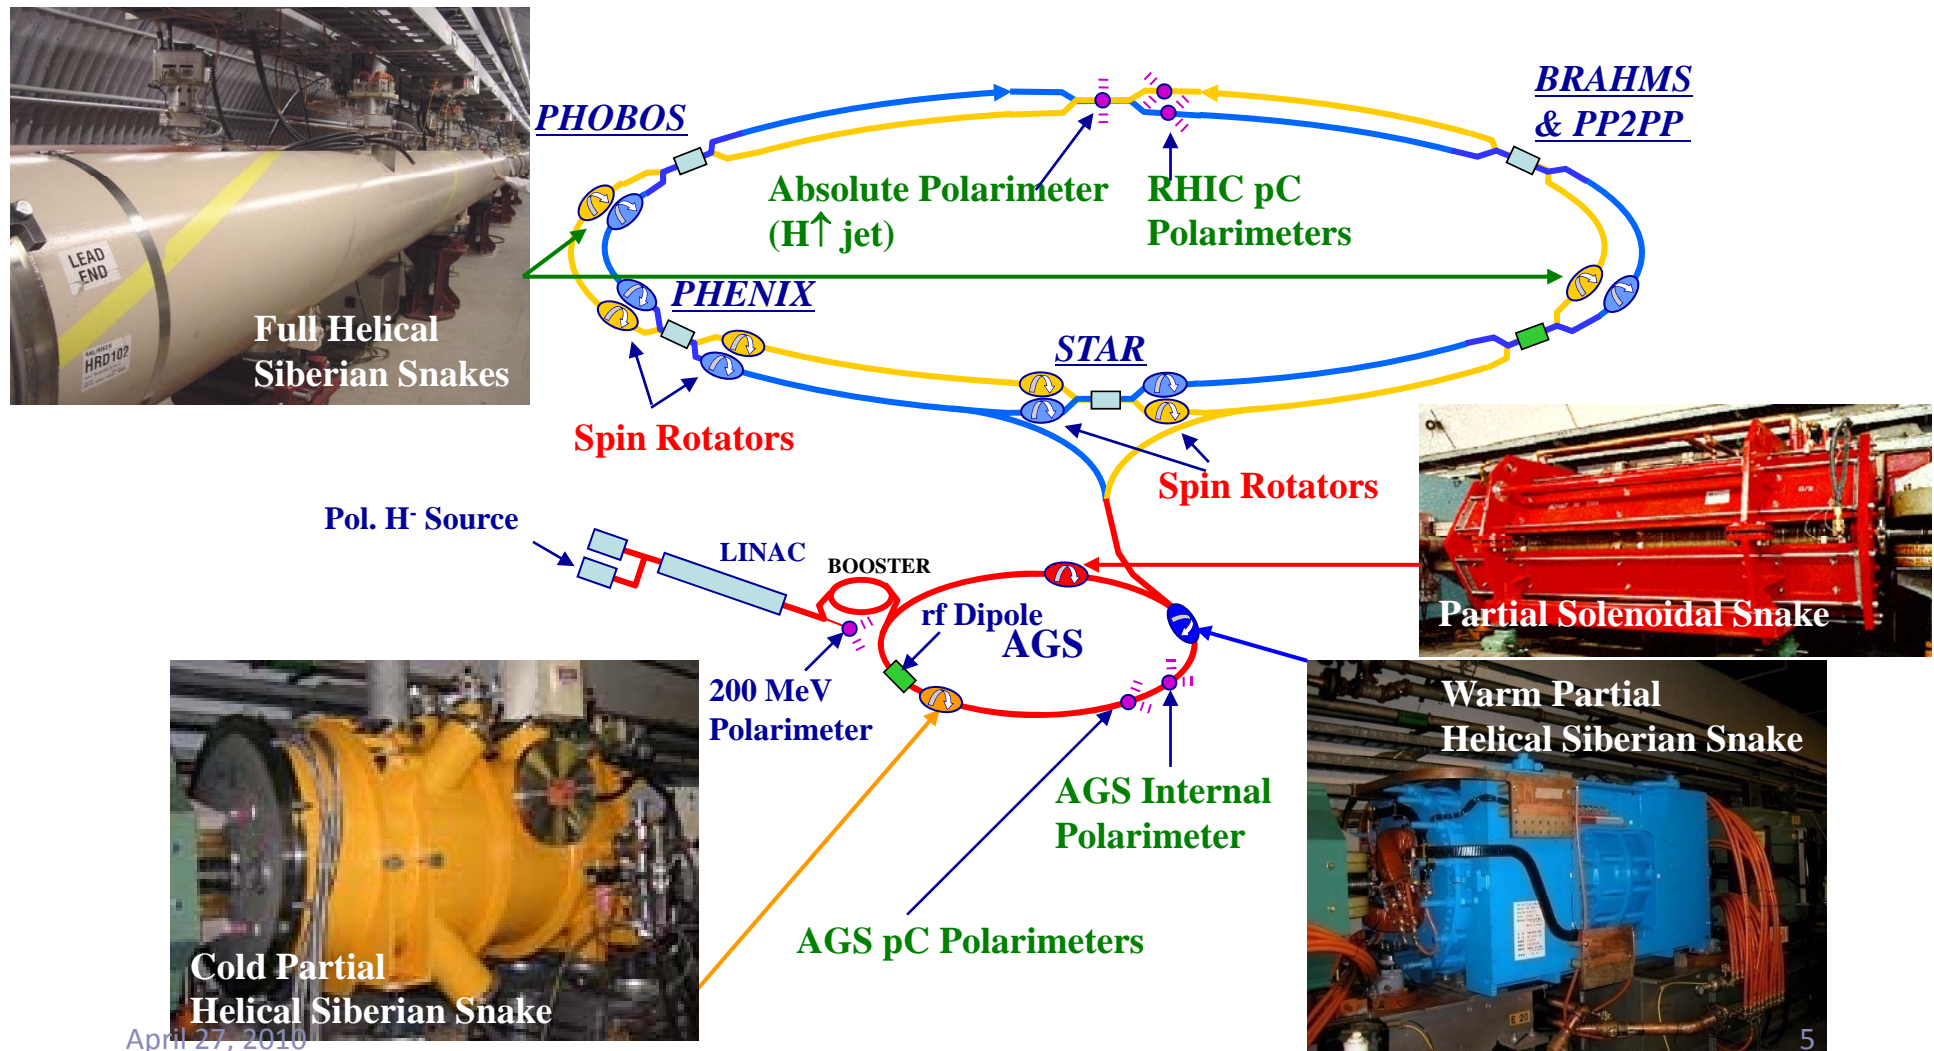 PHOBOS
BRAHMS
& PP2PP
Absolute Polarimeter
(H↑ jet)
RHIC pC
Polarimeters
LEAD
END
HRD102
Full Helical
Siberian Snakes
PHENIX
STAR
Spin Rotators
Spin Rotators
Pol. H- Source
LINAC
BOOSTER
rf Dipole
AGS
Partial Solenoidal Snake
200 MeV
Polarimeter
Warm Partial
Helical Siberian Snake
AGS Internal
Polarimeter
AGS pC Polarimeters
Cold Partial
Helical Siberian Snake
E 20
April 27, 2010
5